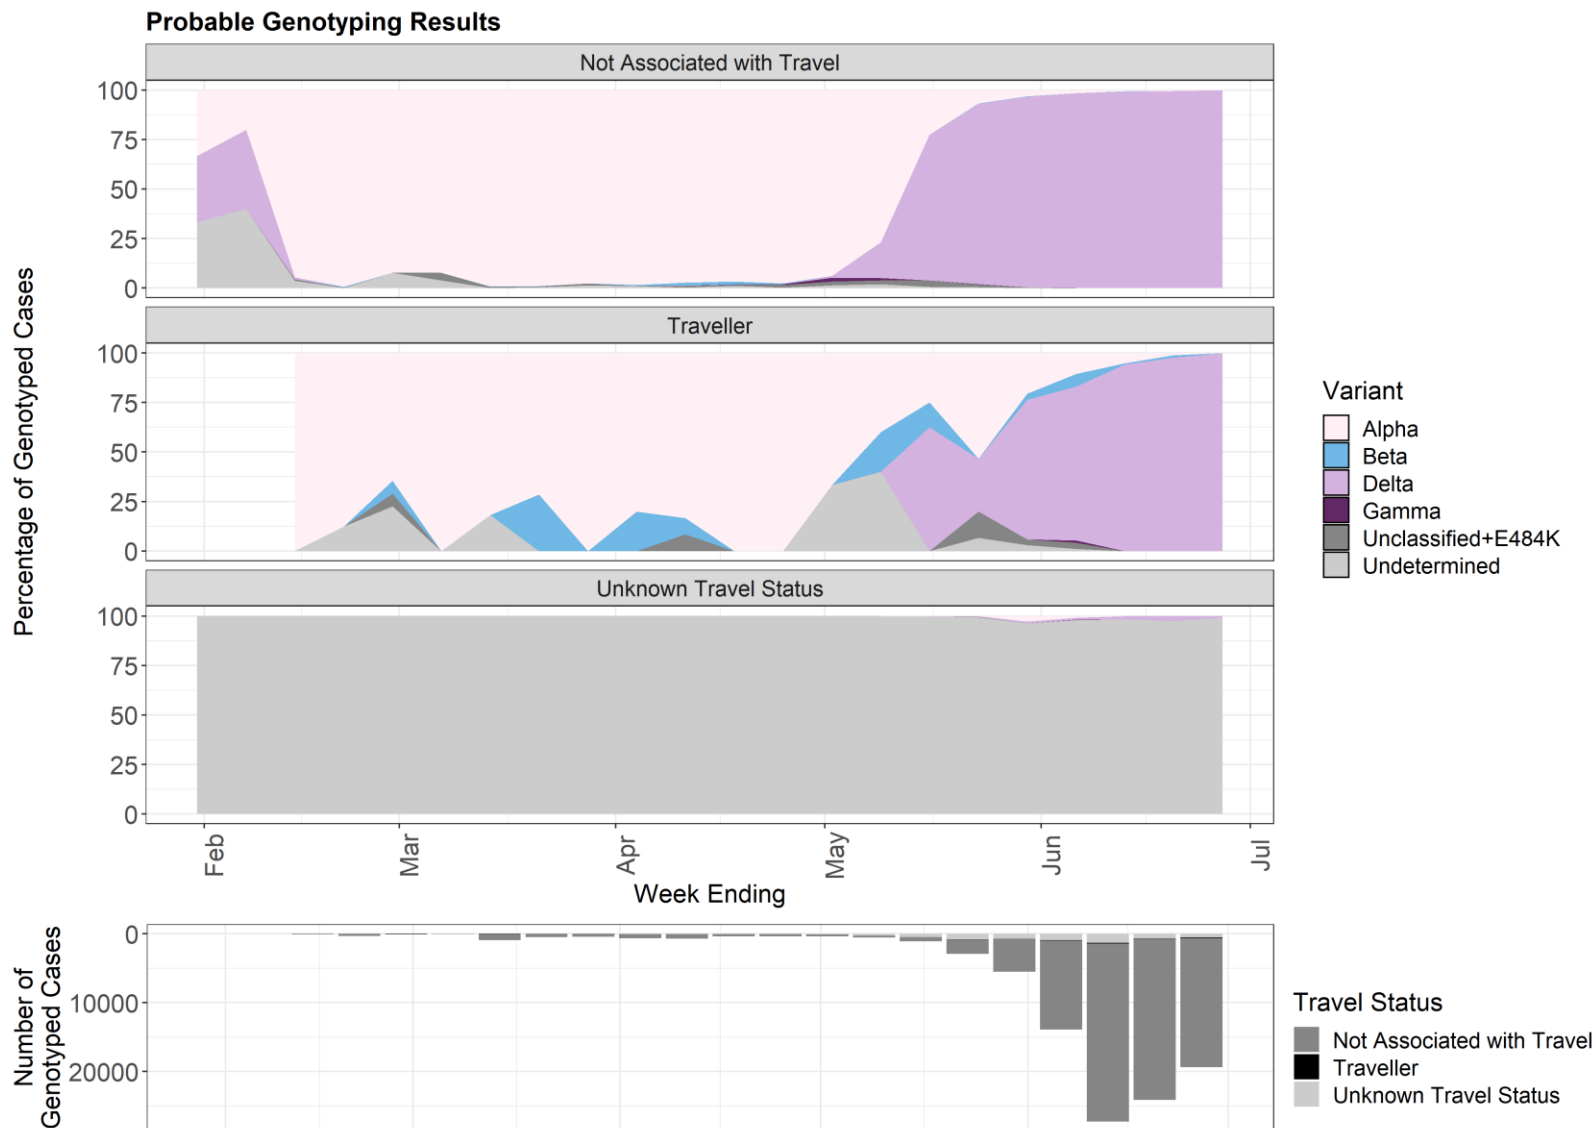 Probable Genotyping Results
Not Associated with Travel
100
75
50
25
0
Traveller
100
75
50
25
0
Unknown Travel Status
100
75
50
25
0
Percentage of Genotyped Cases
Feb
Mar
Apr
May
Jun
Jul
Week Ending
Variant
Alpha
Beta
Delta
Gamma
Unclassified+E484K
Undetermined
Number of
Genotyped Cases
0
10000
20000
Travel Status
Not Associated with Travel
Traveller
Unknown Travel Status